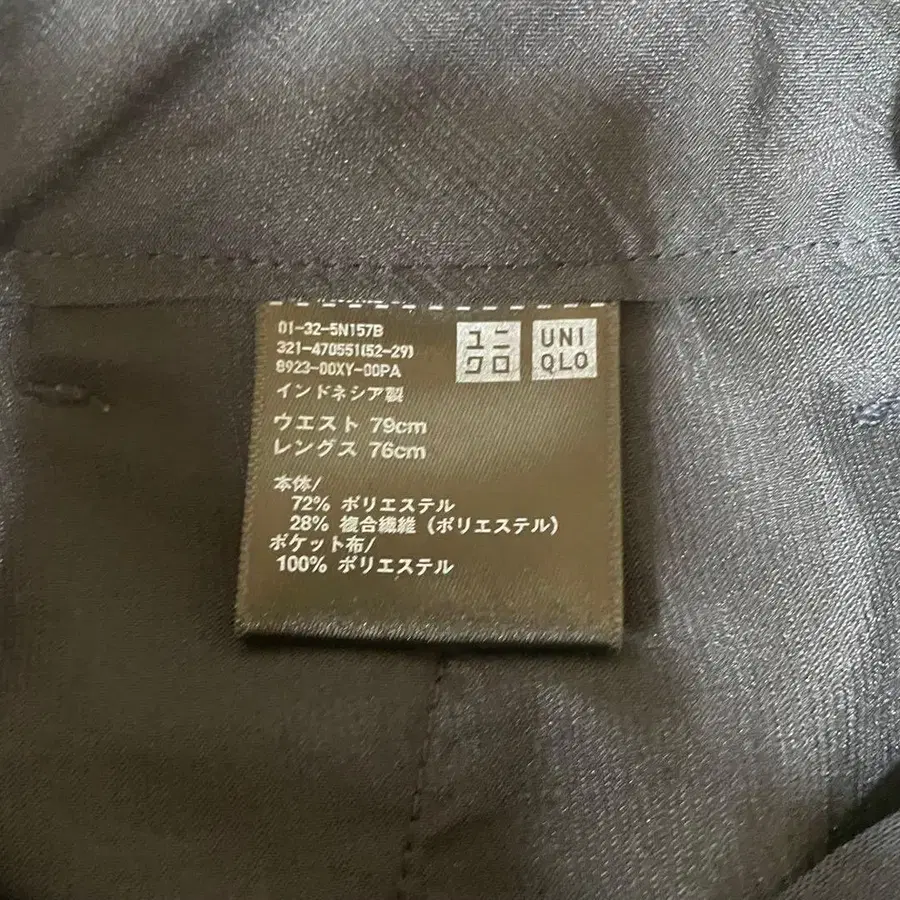 01-32-5N157B
321-470551(52-29)
8923-00XY-00PA
ユニクロ
UNIQLO
インドネシア製
ウエスト 79cm
レングス 76cm
本体/
72% ポリエステル
28% 複合繊維 (ポリエステル)
ポケット布/
100% ポリエステル